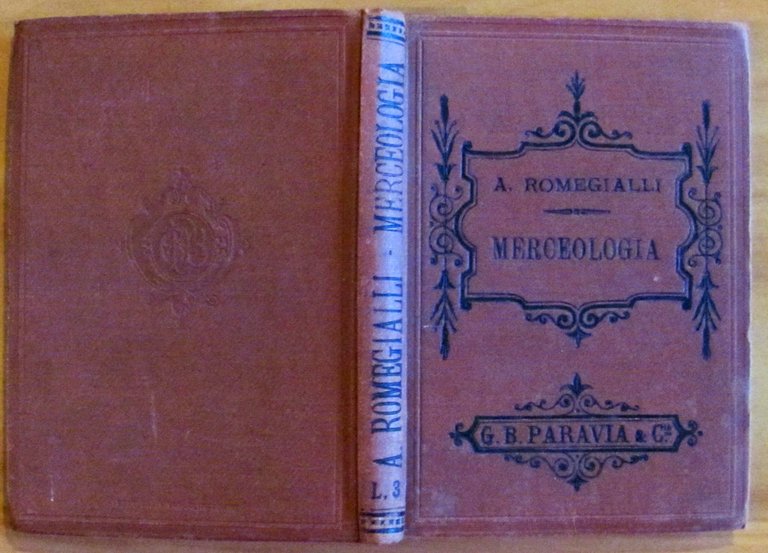 A. ROMEGIALLI - MERCEOLOGIA
L. 3
A. ROMEGIALLI
MERCEOLOGIA
G. B. PARAVIA & C.ia